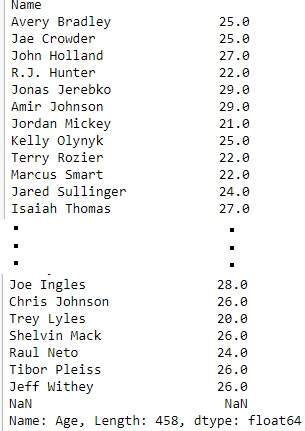 Name
Avery Bradley 25.0
Jae Crowder 25.0
John Holland 27.0
R.J. Hunter 22.0
Jonas Jerebko 29.0
Amir Johnson 29.0
Jordan Mickey 21.0
Kelly Olynyk 25.0
Terry Rozier 22.0
Marcus Smart 22.0
Jared Sullinger 24.0
Isaiah Thomas 27.0
. .
. .
. .
Joe Ingles 28.0
Chris Johnson 26.0
Trey Lyles 20.0
Shelvin Mack 26.0
Raul Neto 24.0
Tibor Pleiss 26.0
Jeff Withey 26.0
NaN NaN
Name: Age, Length: 458, dtype: float64